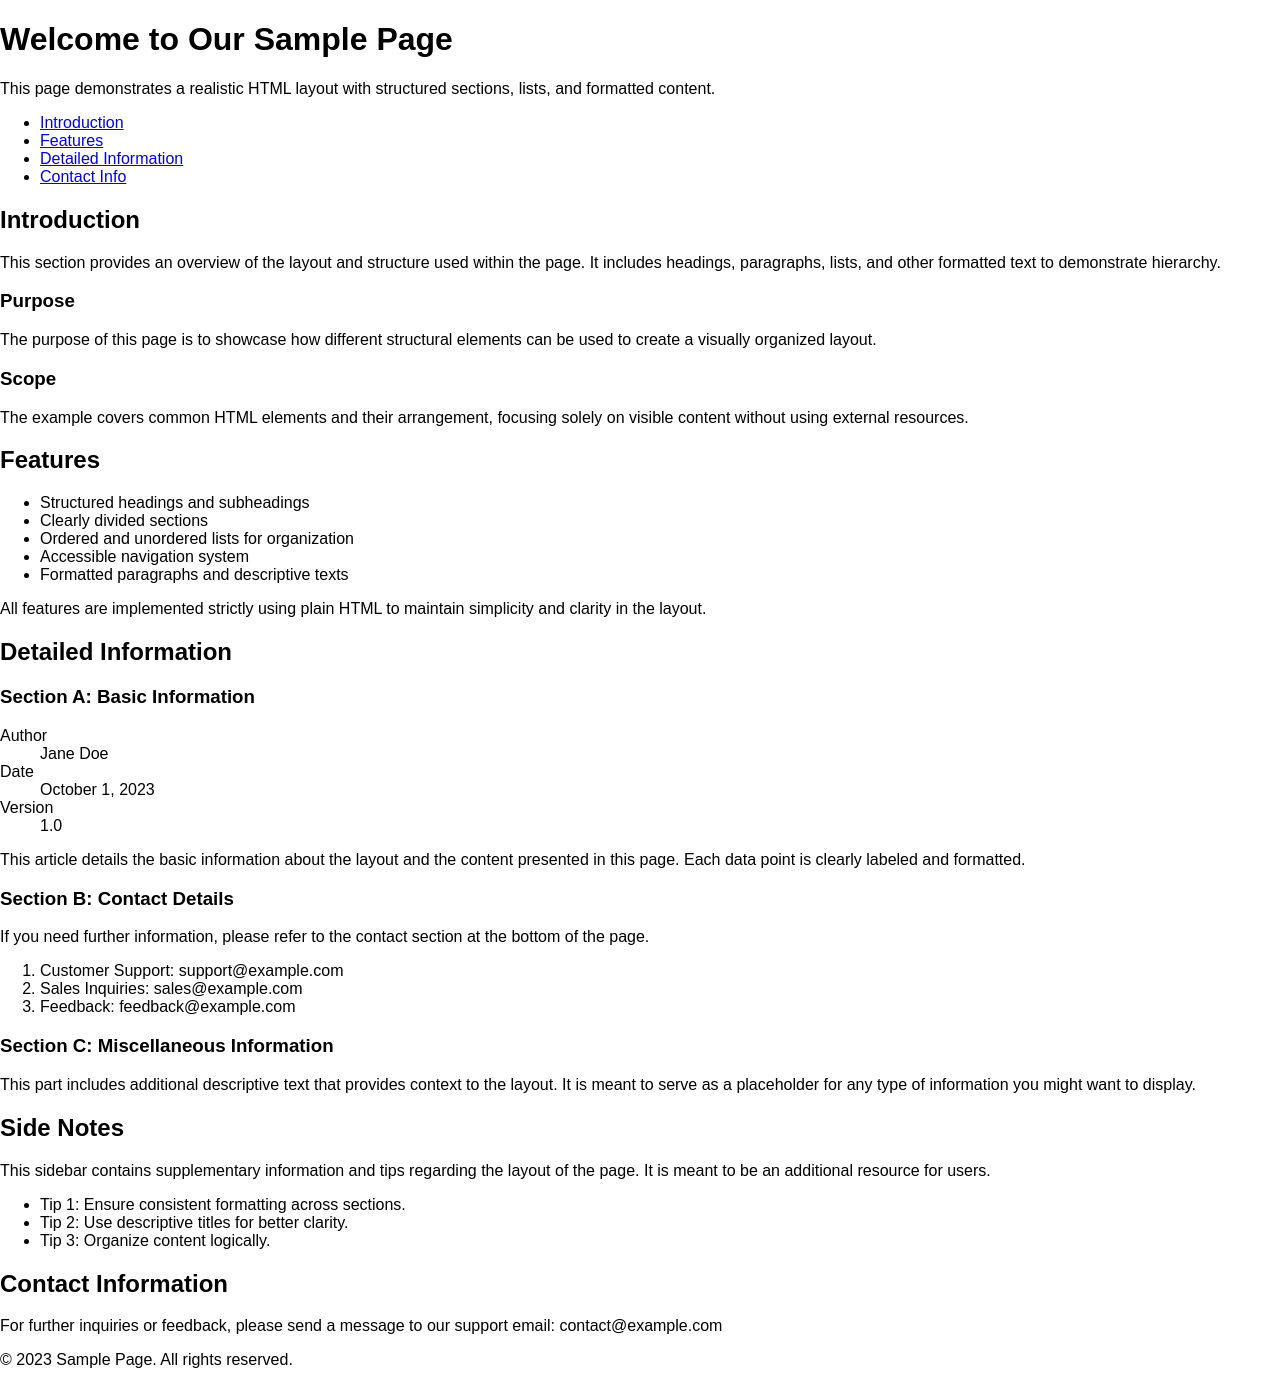 Welcome to Our Sample Page
This page demonstrates a realistic HTML layout with structured sections, lists, and formatted content.
• Introduction
• Features
• Detailed Information
• Contact Info
Introduction
This section provides an overview of the layout and structure used within the page. It includes headings, paragraphs, lists, and other formatted text to demonstrate hierarchy.
Purpose
The purpose of this page is to showcase how different structural elements can be used to create a visually organized layout.
Scope
The example covers common HTML elements and their arrangement, focusing solely on visible content without using external resources.
Features
• Structured headings and subheadings
• Clearly divided sections
• Ordered and unordered lists for organization
• Accessible navigation system
• Formatted paragraphs and descriptive texts
All features are implemented strictly using plain HTML to maintain simplicity and clarity in the layout.
Detailed Information
Section A: Basic Information
Author
Jane Doe
Date
October 1, 2023
Version
1.0
This article details the basic information about the layout and the content presented in this page. Each data point is clearly labeled and formatted.
Section B: Contact Details
If you need further information, please refer to the contact section at the bottom of the page.
1. Customer Support: support@example.com
2. Sales Inquiries: sales@example.com
3. Feedback: feedback@example.com
Section C: Miscellaneous Information
This part includes additional descriptive text that provides context to the layout. It is meant to serve as a placeholder for any type of information you might want to display.
Side Notes
This sidebar contains supplementary information and tips regarding the layout of the page. It is meant to be an additional resource for users.
• Tip 1: Ensure consistent formatting across sections.
• Tip 2: Use descriptive titles for better clarity.
• Tip 3: Organize content logically.
Contact Information
For further inquiries or feedback, please send a message to our support email: contact@example.com
© 2023 Sample Page. All rights reserved.